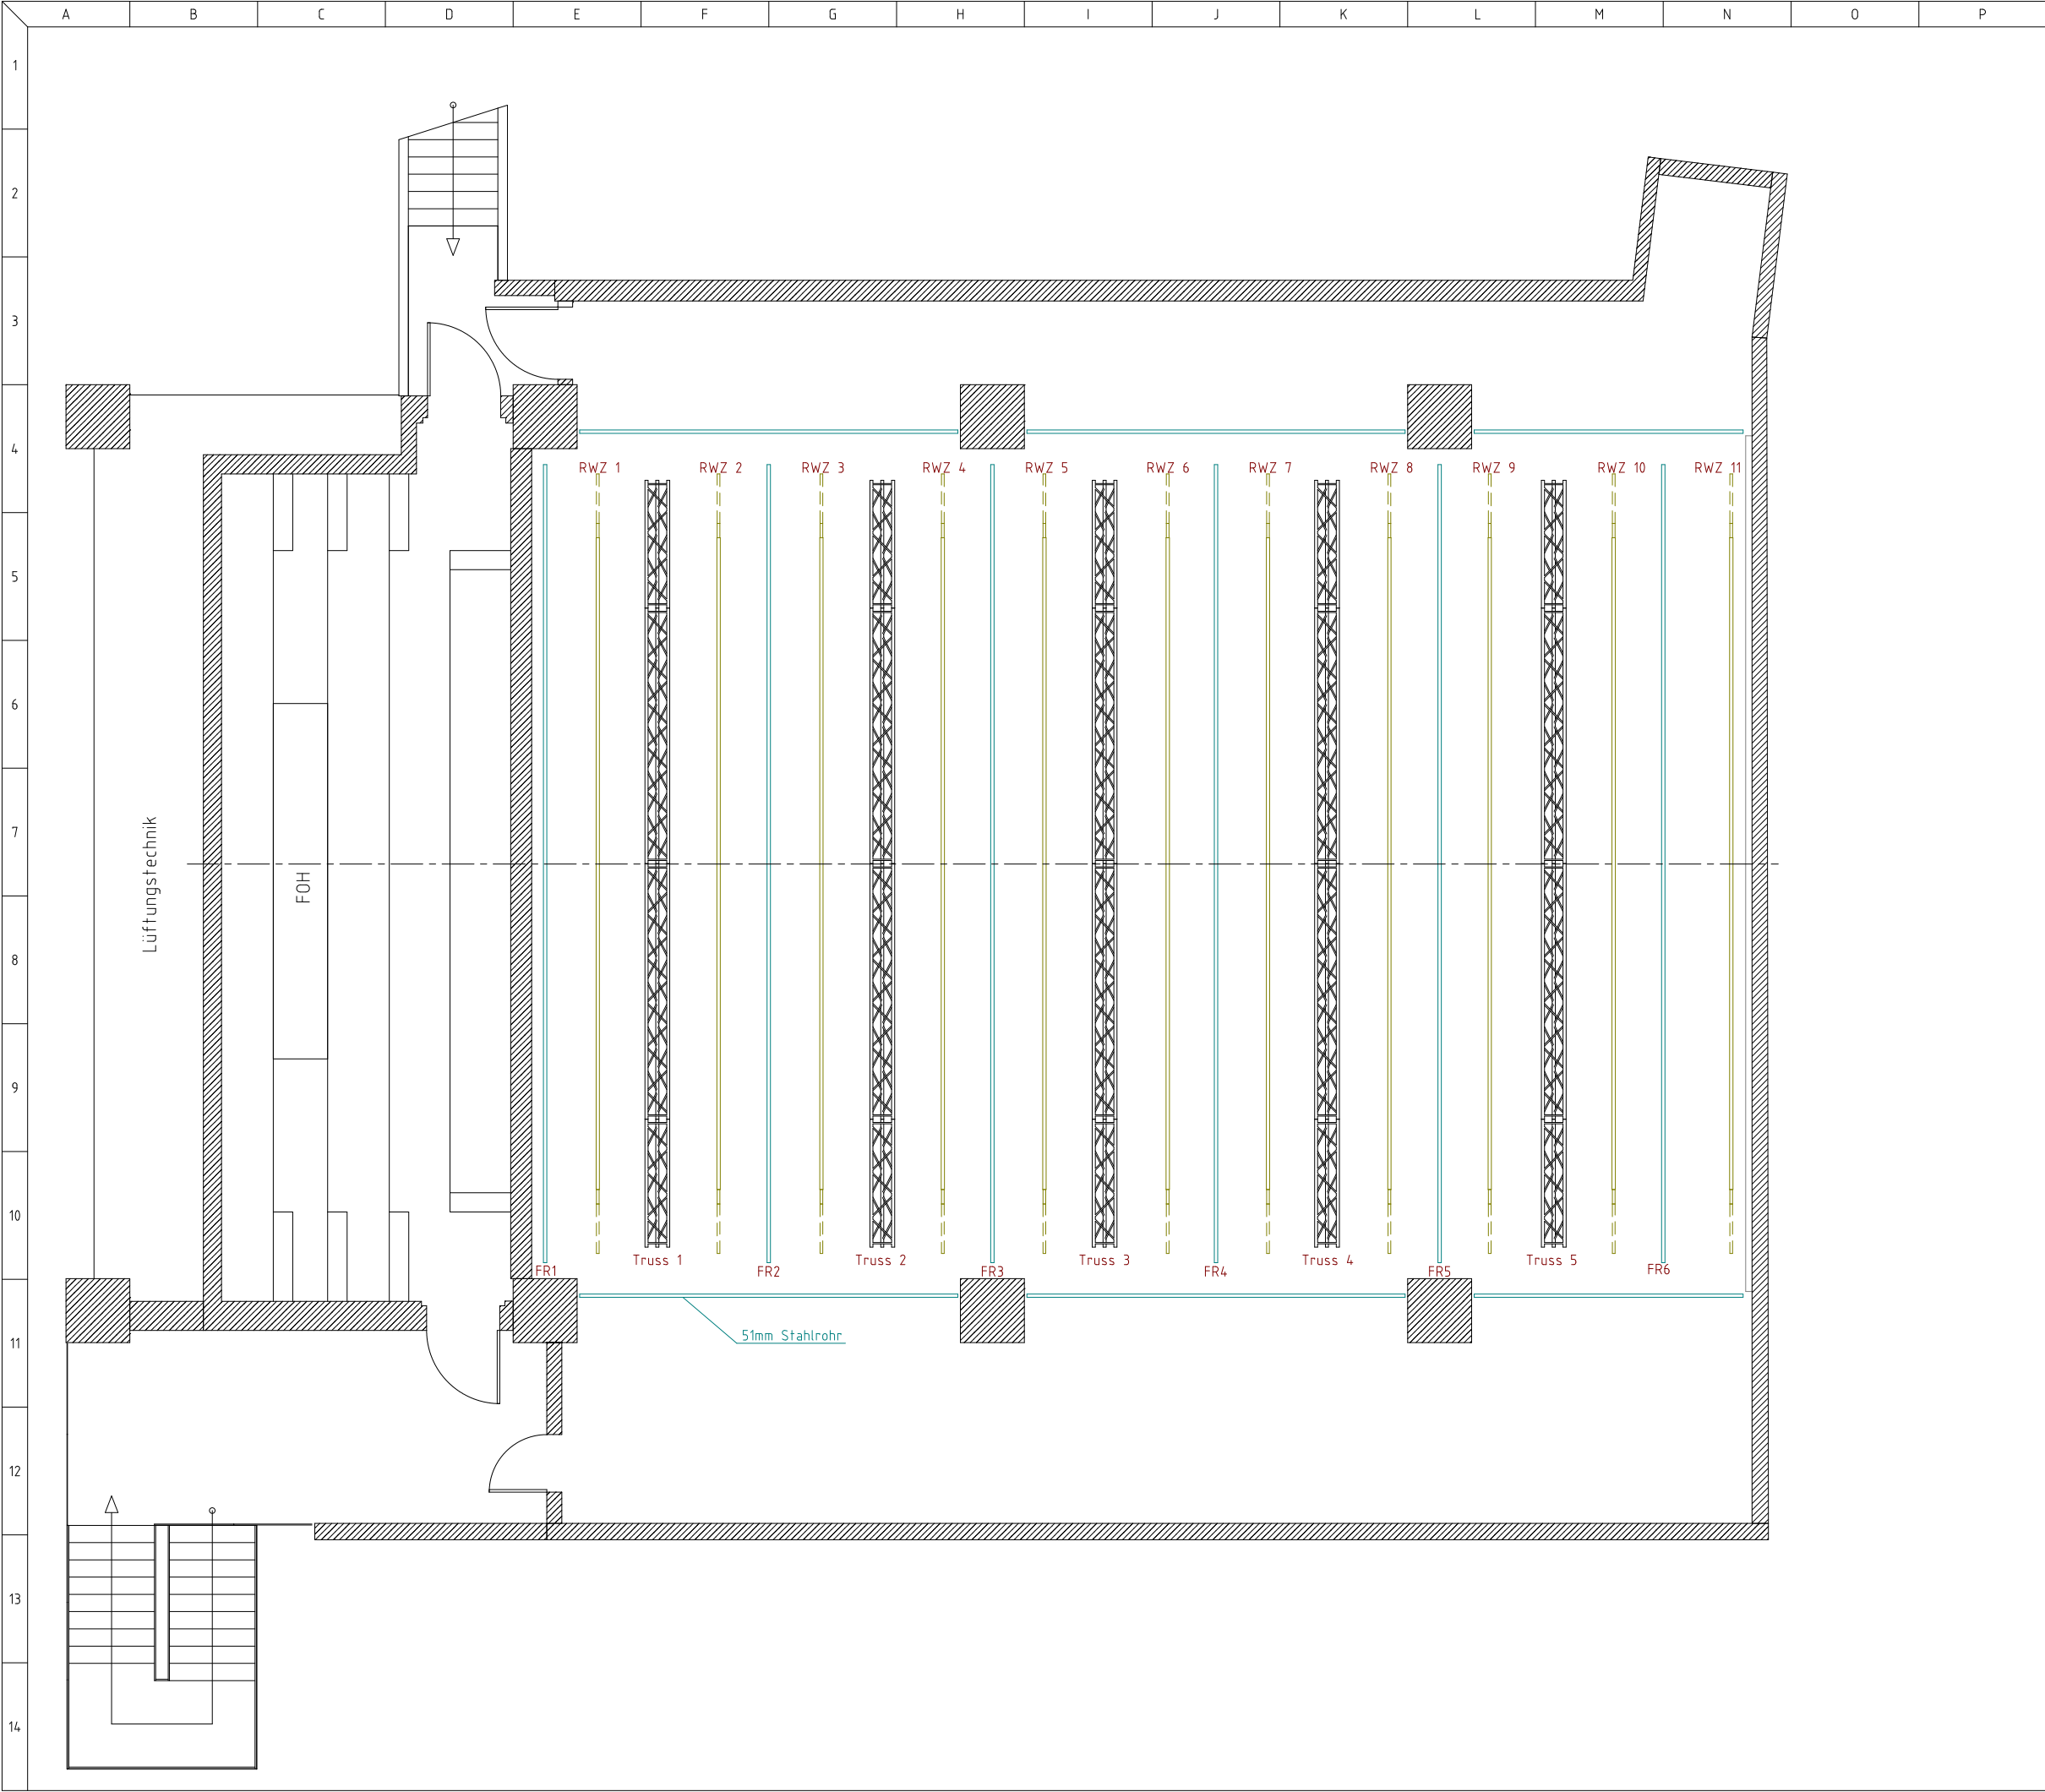 A B C D E F G H I J K L M N O P
1
2
3
4
RWZ 1 RWZ 2 RWZ 3 RWZ 4 RWZ 5 RWZ 6 RWZ 7 RWZ 8 RWZ 9 RWZ 10 RWZ 11
5
6
7
Lüftungstechnik
FOH
8
9
10
Truss 1 Truss 2 Truss 3 Truss 4 Truss 5
FR1 FR2 FR3 FR4 FR5 FR6
51mm Stahlrohr
11
12
13
14